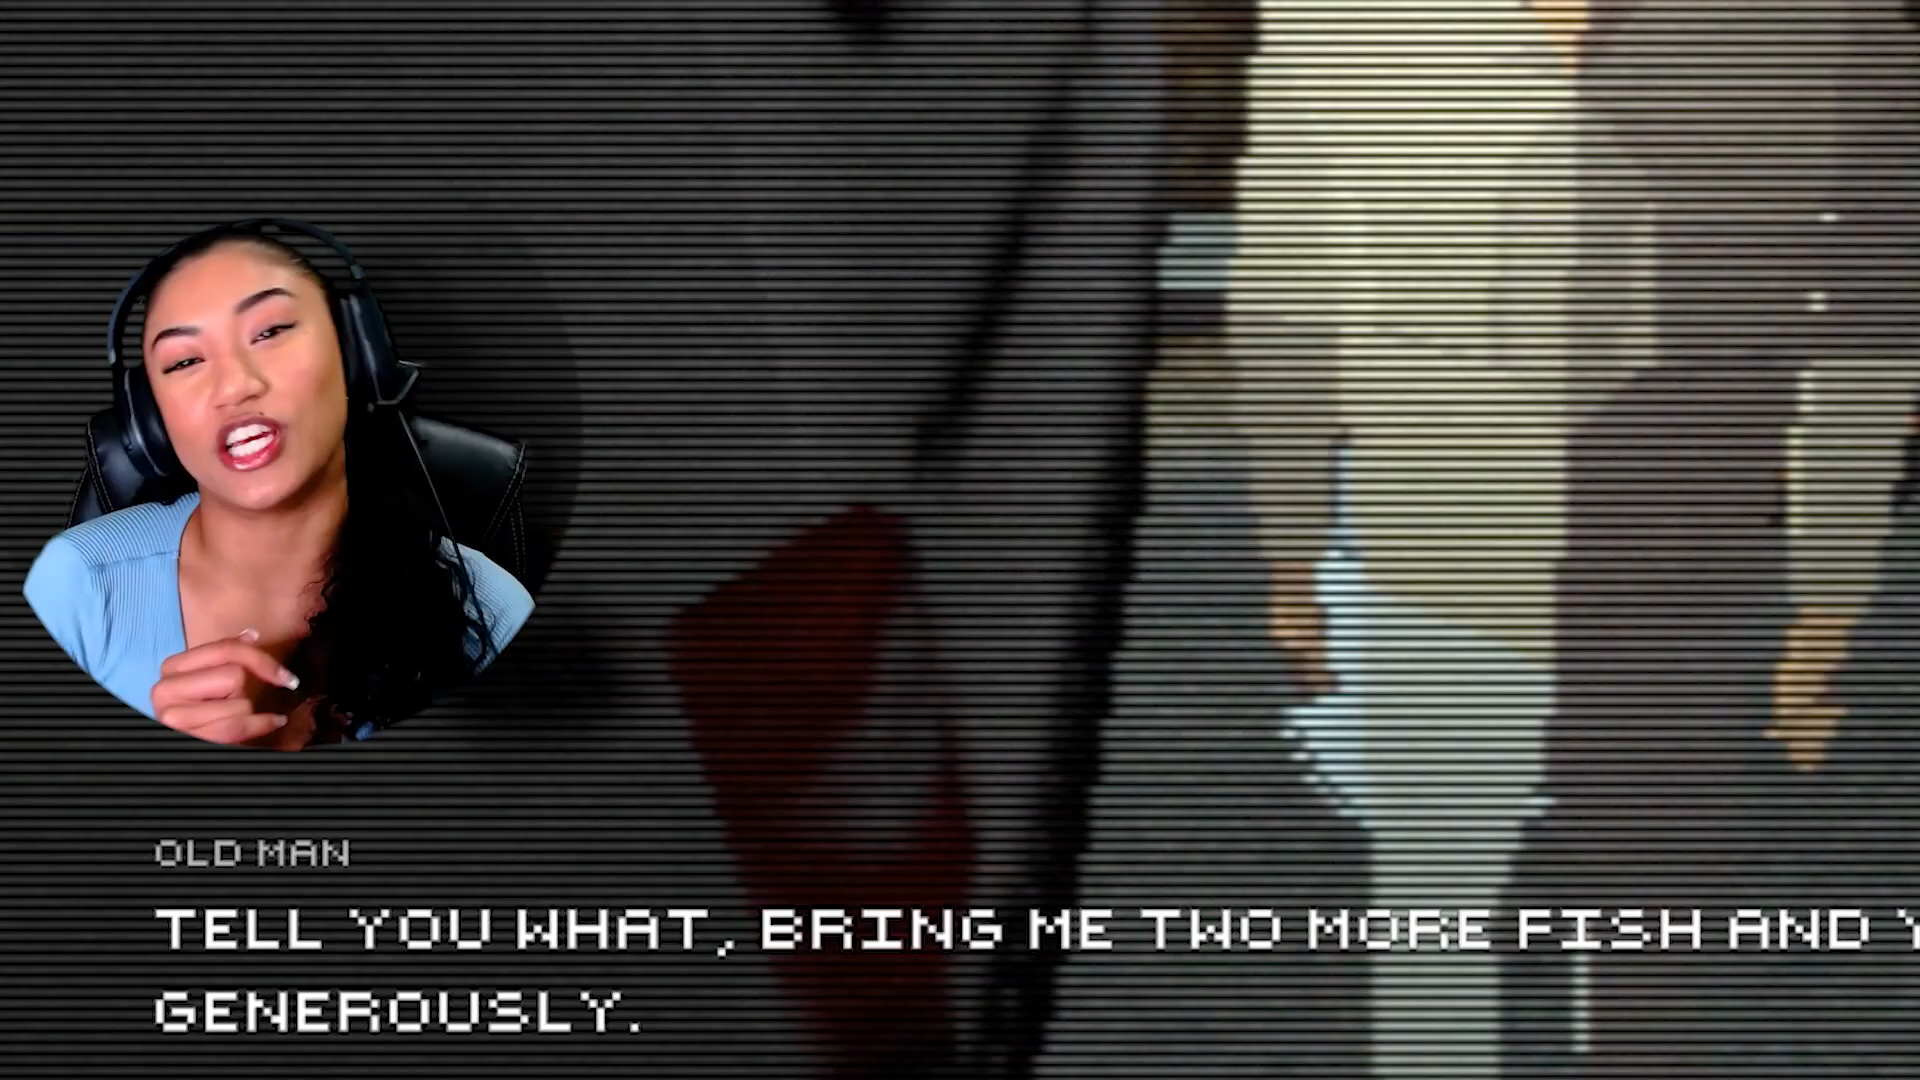 OLD MAN
TELL YOU WHAT, BRING ME TWO MORE FISH AND
GENEROUSLY.